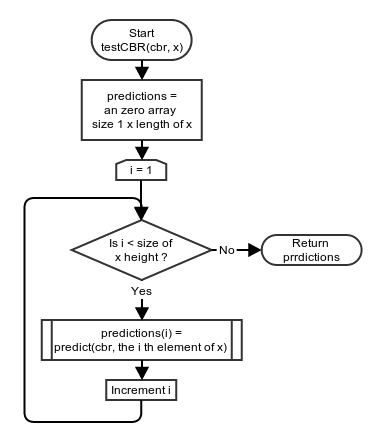 Start
testCBR(cbr, x)
predictions =
an zero array
size 1 x length of x
i = 1
Is i < size of
x height ?
No
Return
prrdictions
Yes
predictions(i) =
predict(cbr, the i th element of x)
Increment i